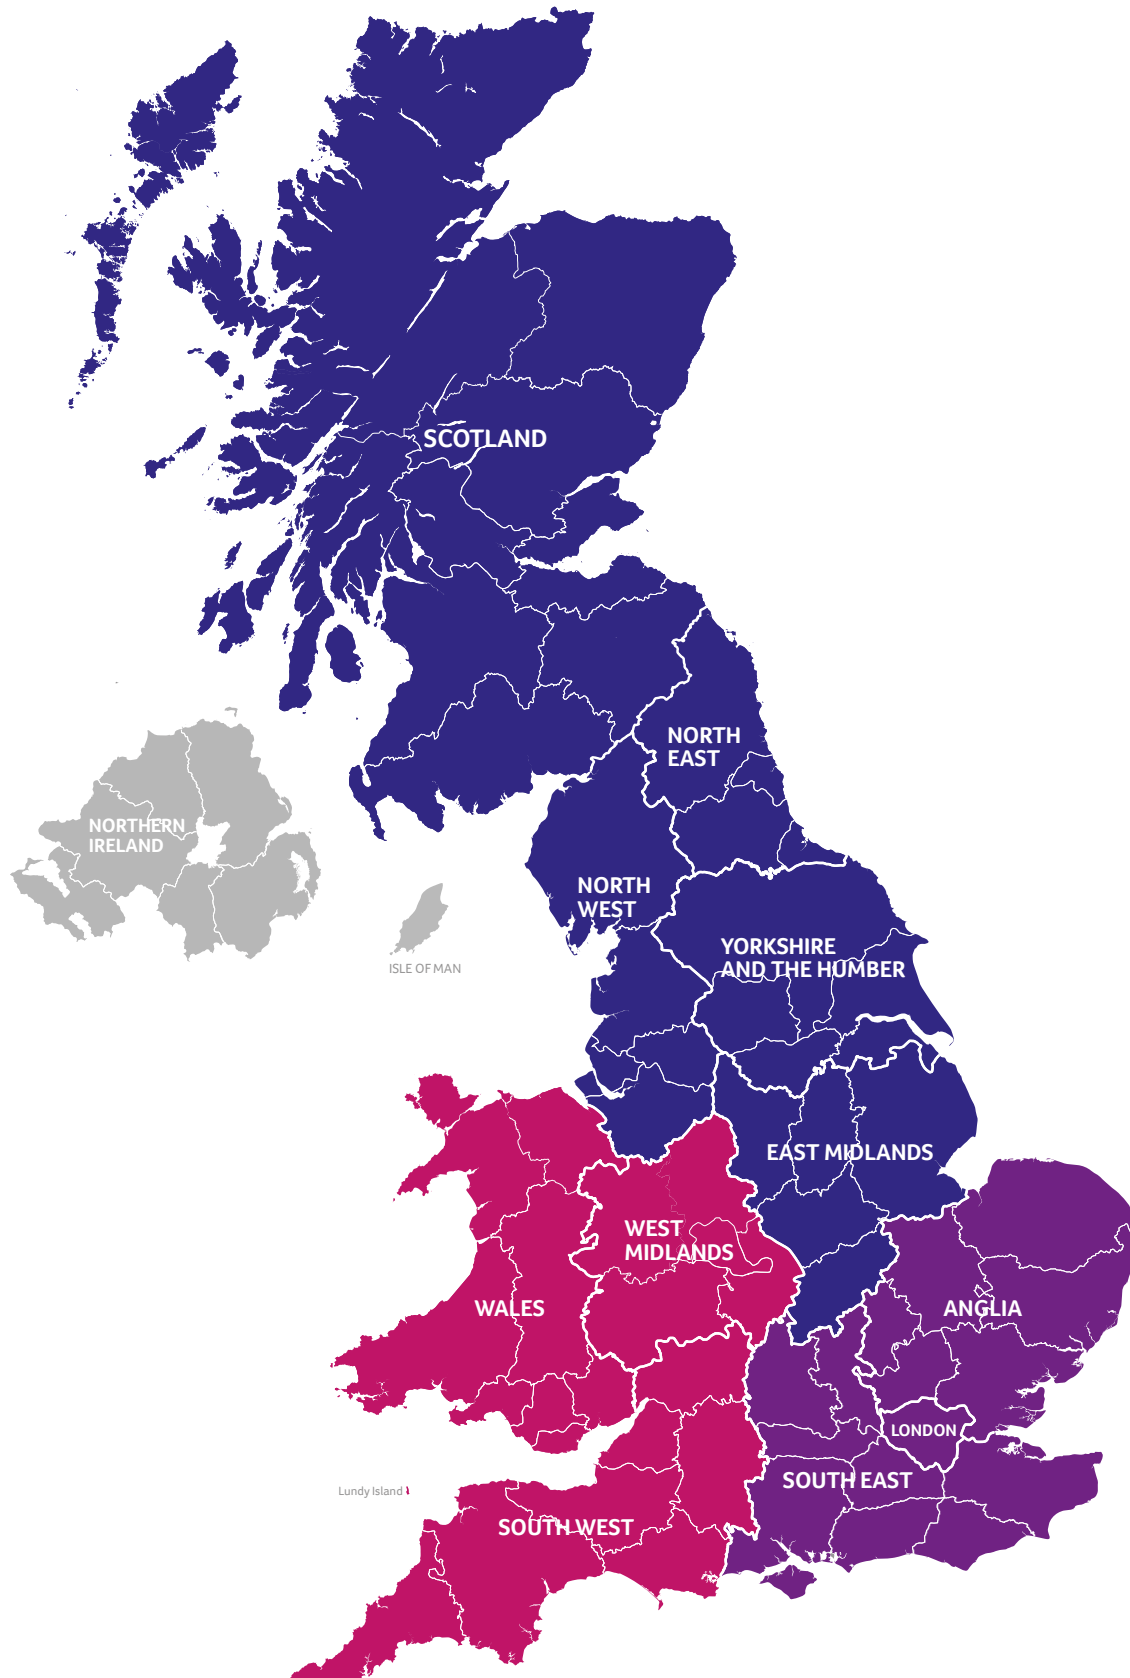 SCOTLAND
NORTH
EAST
NORTHERN
IRELAND
NORTH
WEST
YORKSHIRE
AND THE HUMBER
ISLE OF MAN
EAST MIDLANDS
WEST
MIDLANDS
WALES
ANGLIA
LONDON
SOUTH EAST
Lundy Island
SOUTH WEST